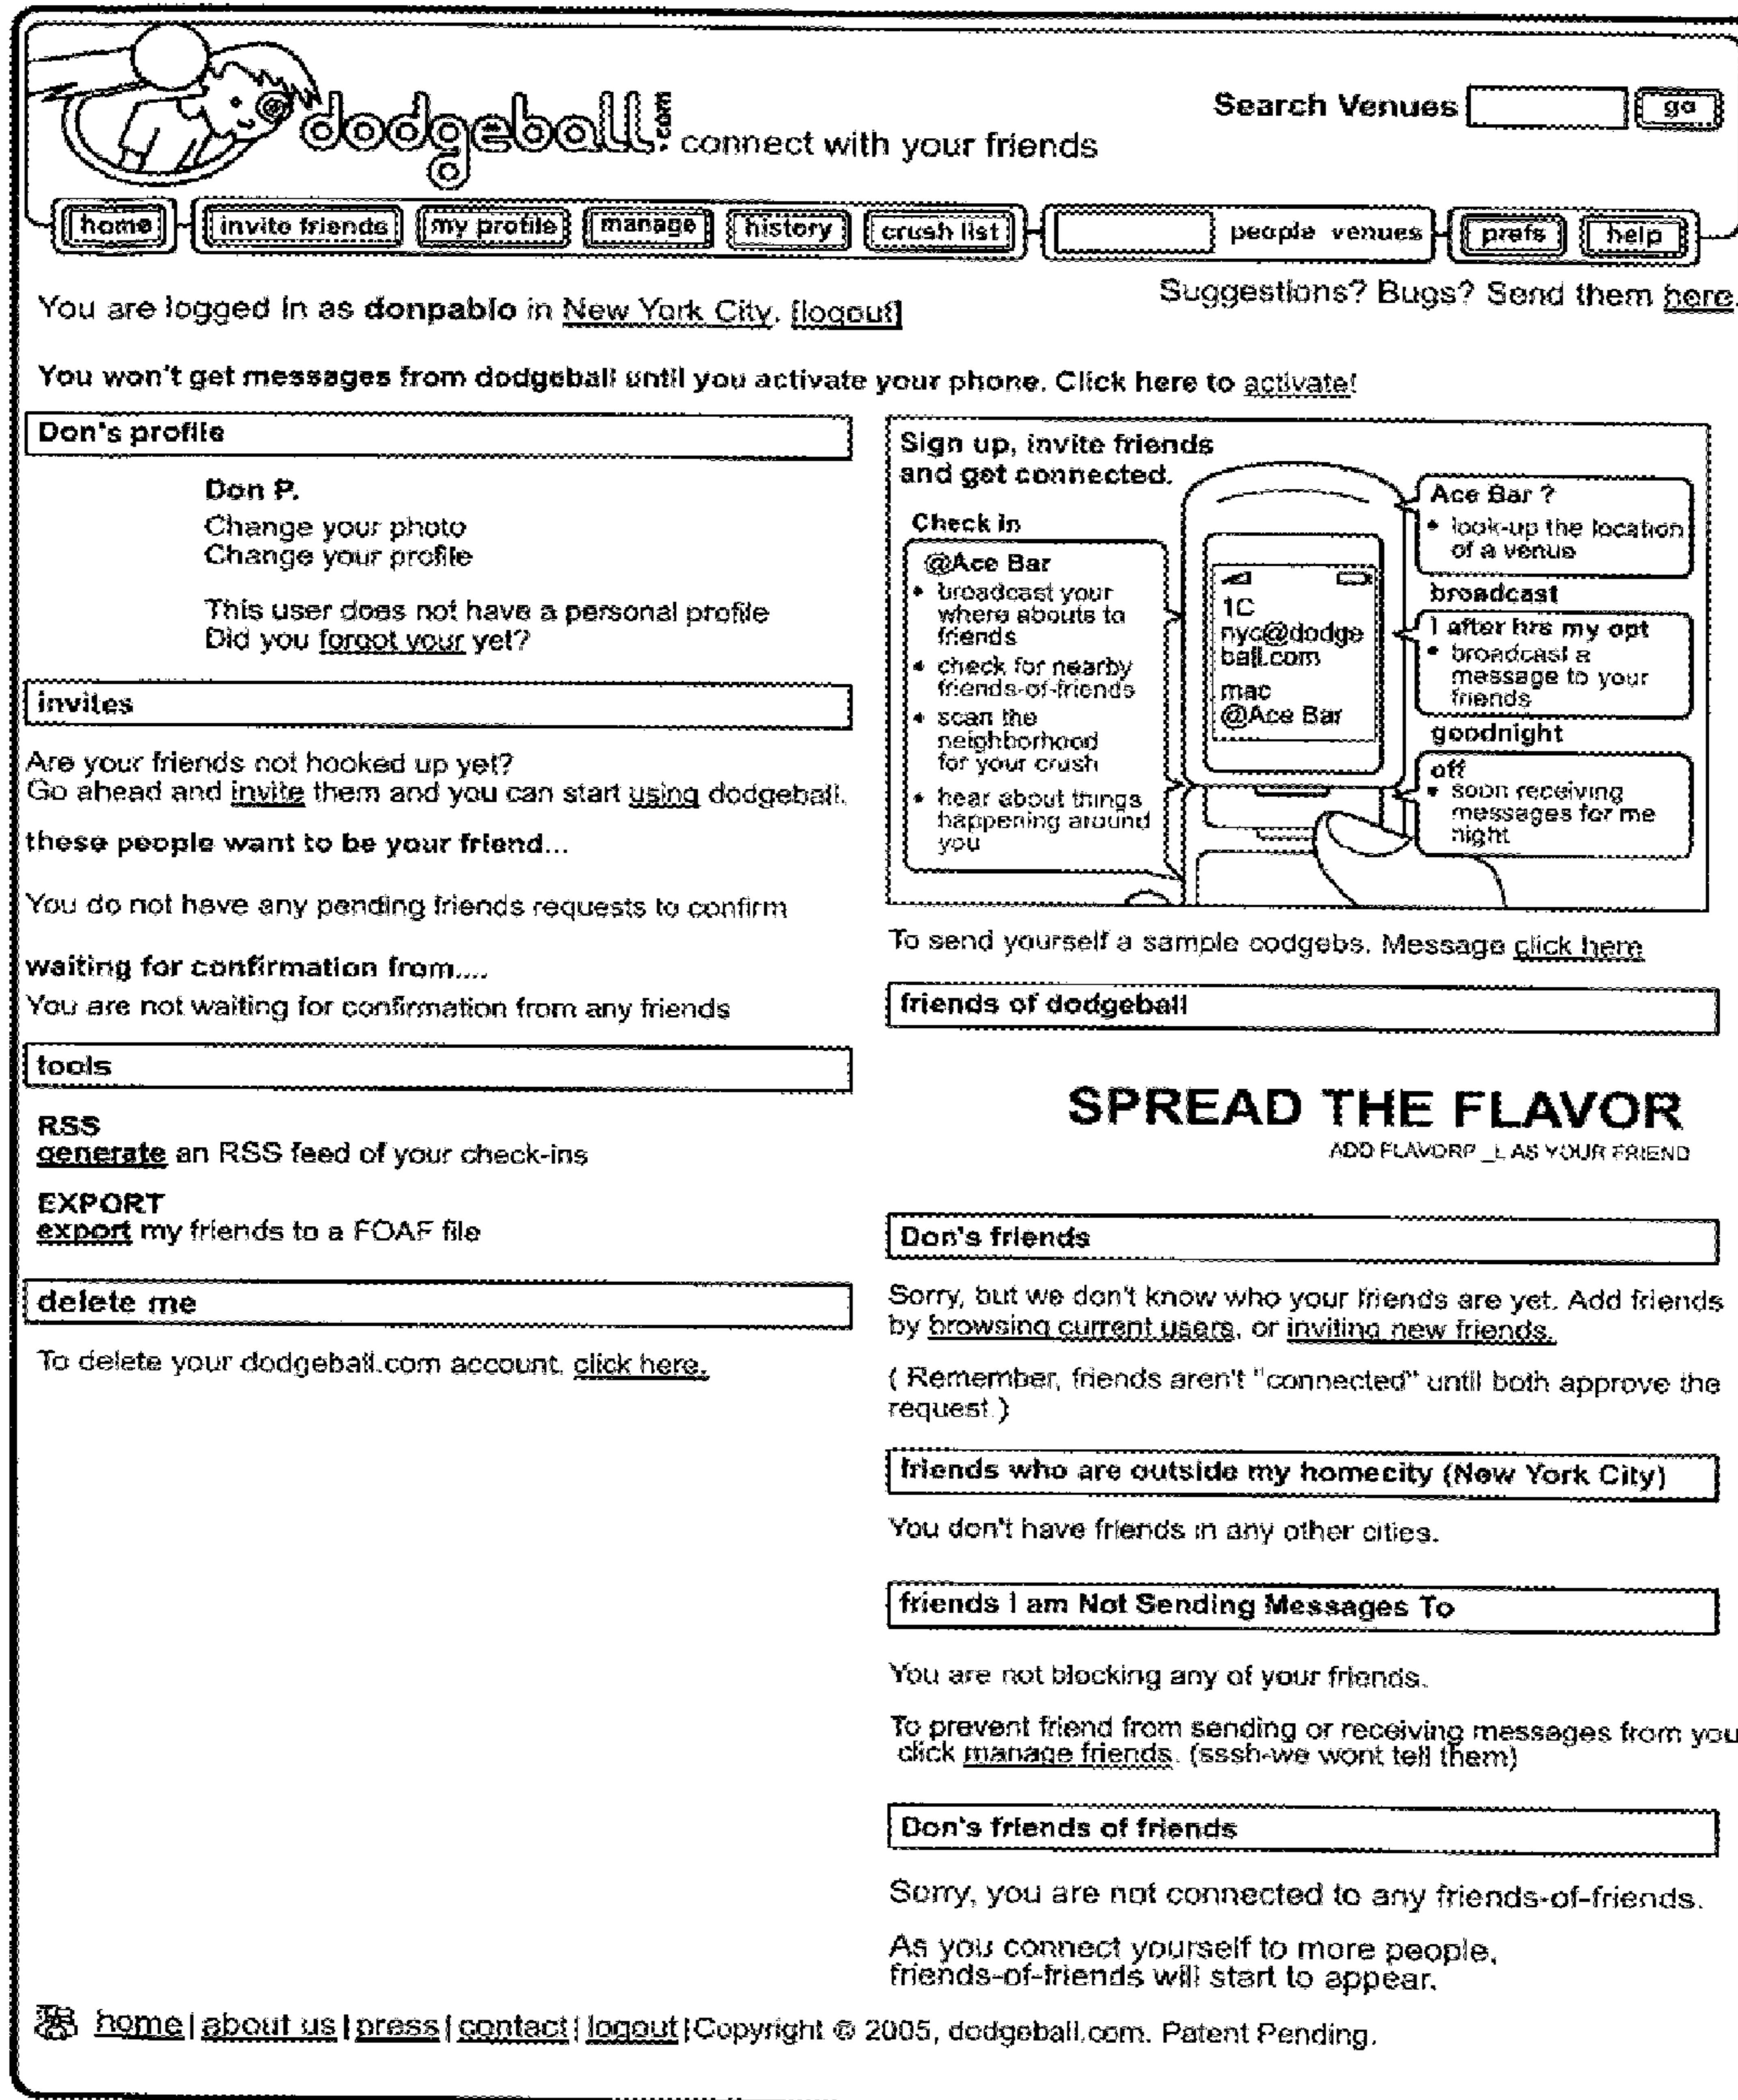 dodgeball.com connect with your friends
Search Venues go
home invite friends my profile manage history crush list people venues prefs help
You are logged in as donpablo in New York City. [logout]
Suggestions? Bugs? Send them here.
You won't get messages from dodgeball until you activate your phone. Click here to activate!
Don's profile
Don P.
Change your photo
Change your profile
This user does not have a personal profile
Did you forgot your yet?
invites
Are your friends not hooked up yet?
Go ahead and invite them and you can start using dodgeball.
these people want to be your friend...
You do not have any pending friends requests to confirm
waiting for confirmation from....
You are not waiting for confirmation from any friends
tools
RSS
generate an RSS feed of your check-ins
EXPORT
export my friends to a FOAF file
delete me
To delete your dodgeball.com account, click here.
Sign up, invite friends
and get connected.
Check in
@Ace Bar
• broadcast your
where abouts to
friends
• check for nearby
friends-of-friends
• scan the
neighborhood
for your crush
• hear about things
happening around
you
1C
nyc@dodge
ball.com
mac
@Ace Bar
Ace Bar ?
• look-up the location
of a venue
broadcast
! after hrs my opt
• broadcast a
message to your
friends
goodnight
off
• soon receiving
messages for me
night
To send yourself a sample codgebs. Message click here
friends of dodgeball
SPREAD THE FLAVOR
ADD FLAVORP _L AS YOUR FRIEND
Don's friends
Sorry, but we don't know who your friends are yet. Add friends
by browsing current users, or inviting new friends.
( Remember, friends aren't "connected" until both approve the
request.)
friends who are outside my homecity (New York City)
You don't have friends in any other cities.
friends I am Not Sending Messages To
You are not blocking any of your friends.
To prevent friend from sending or receiving messages from you
click manage friends. (sssh-we wont tell them)
Don's friends of friends
Sorry, you are not connected to any friends-of-friends.
As you connect yourself to more people,
friends-of-friends will start to appear.
home | about us | press | contact | logout | Copyright © 2005, dodgeball.com. Patent Pending.